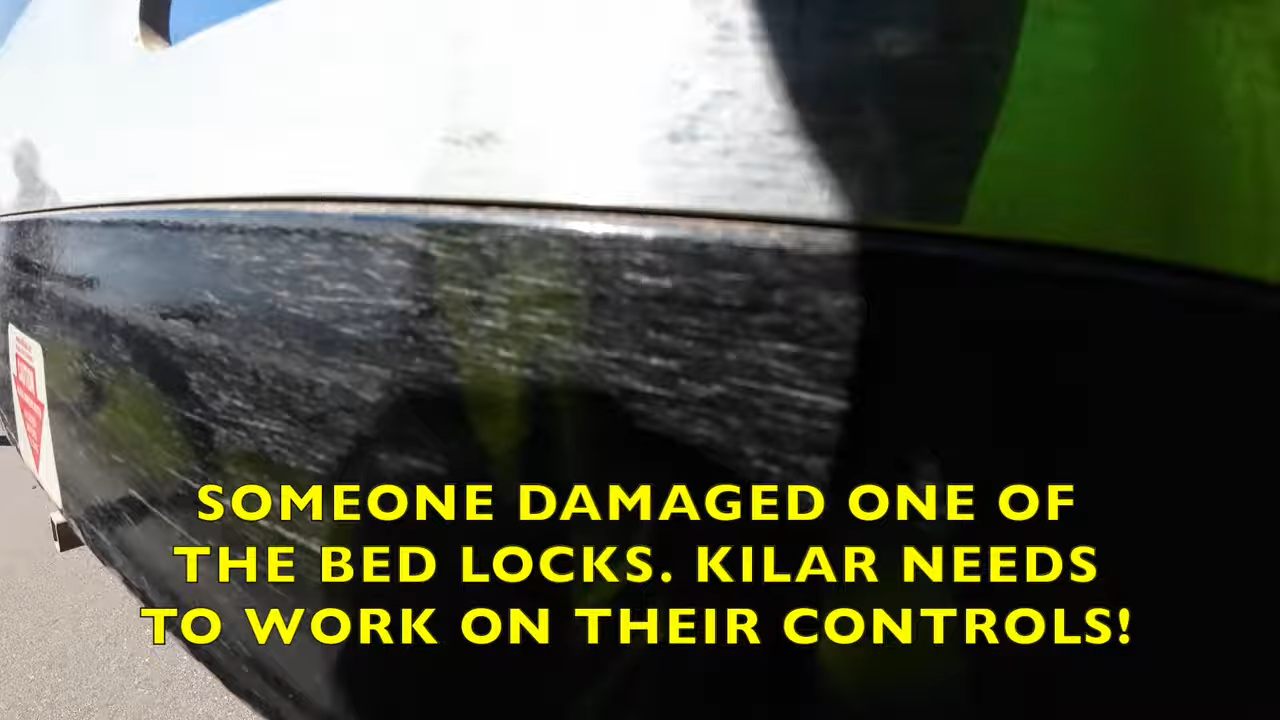 SOMEONE DAMAGED ONE OF
THE BED LOCKS. KILAR NEEDS
TO WORK ON THEIR CONTROLS!